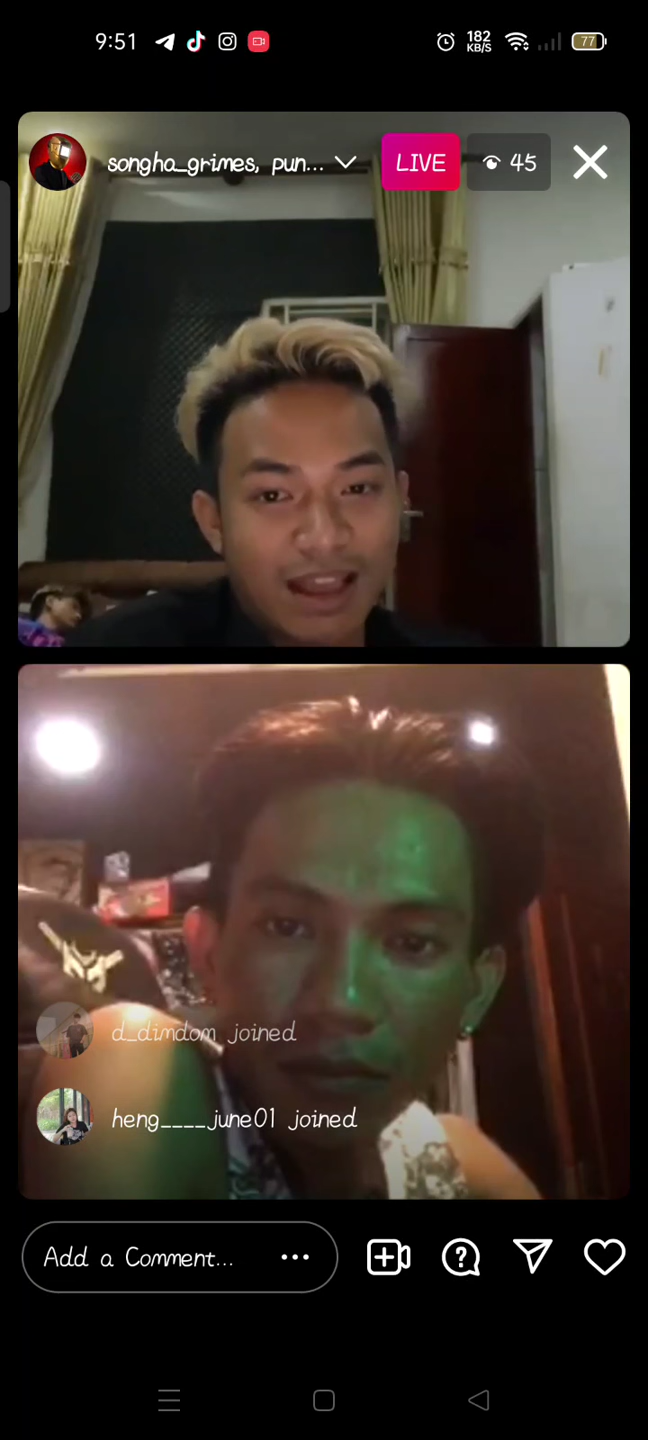 9:51
182
KB/S
77
songha_grimes, pun...
LIVE
45
d_dimdom joined
heng____june01 joined
Add a Comment...